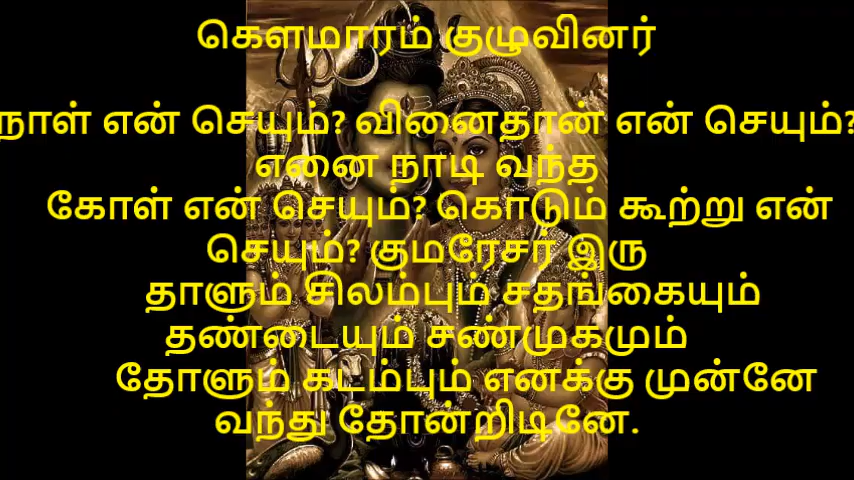 கௌமாரம் குழுவினர்
நாள் என் செயும்? வினைதான் என் செயும்?
எனை நாடி வந்த
கோள் என் செயும்? கொடும் கூற்று என்
செயும்? குமரேசர் இரு
தாளும் சிலம்பும் சதங்கையும்
தண்டையும் சண்முகமும்
தோளும் கடம்பும் எனக்கு முன்னே
வந்து தோன்றிடினே.